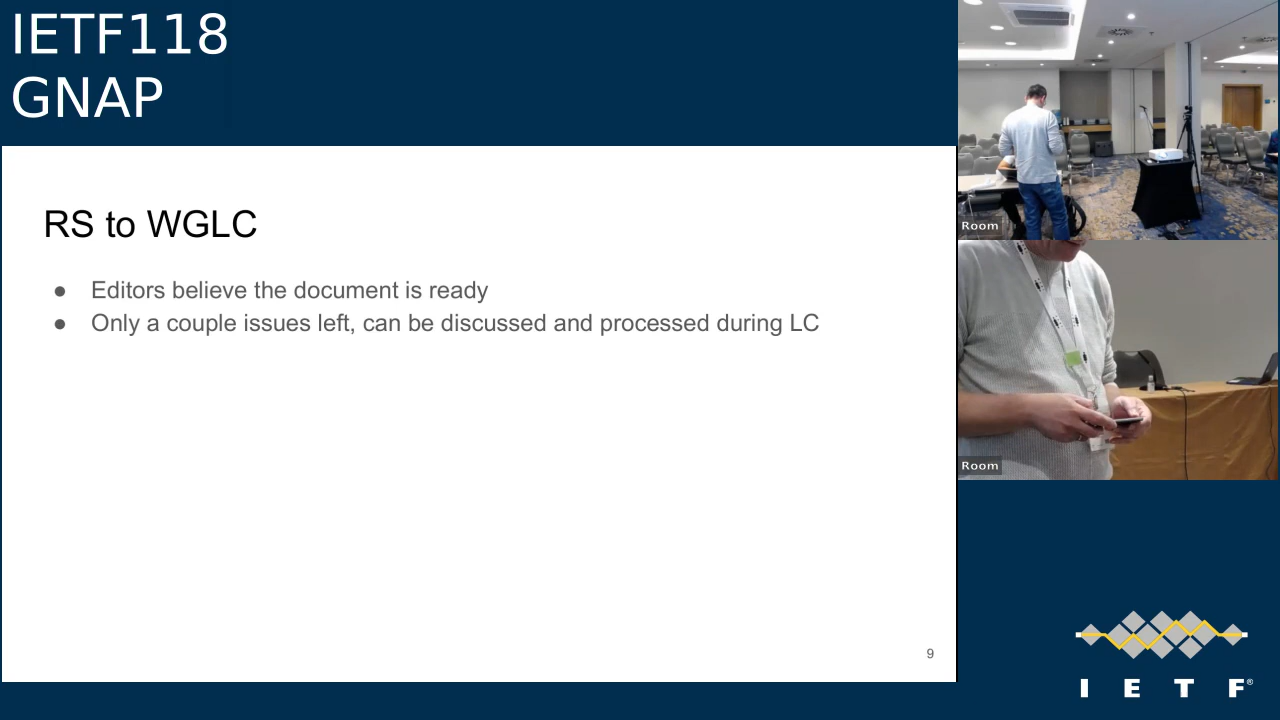 IETF118
GNAP
RS to WGLC
● Editors believe the document is ready
● Only a couple issues left, can be discussed and processed during LC
9
Room
Room
I E T F®